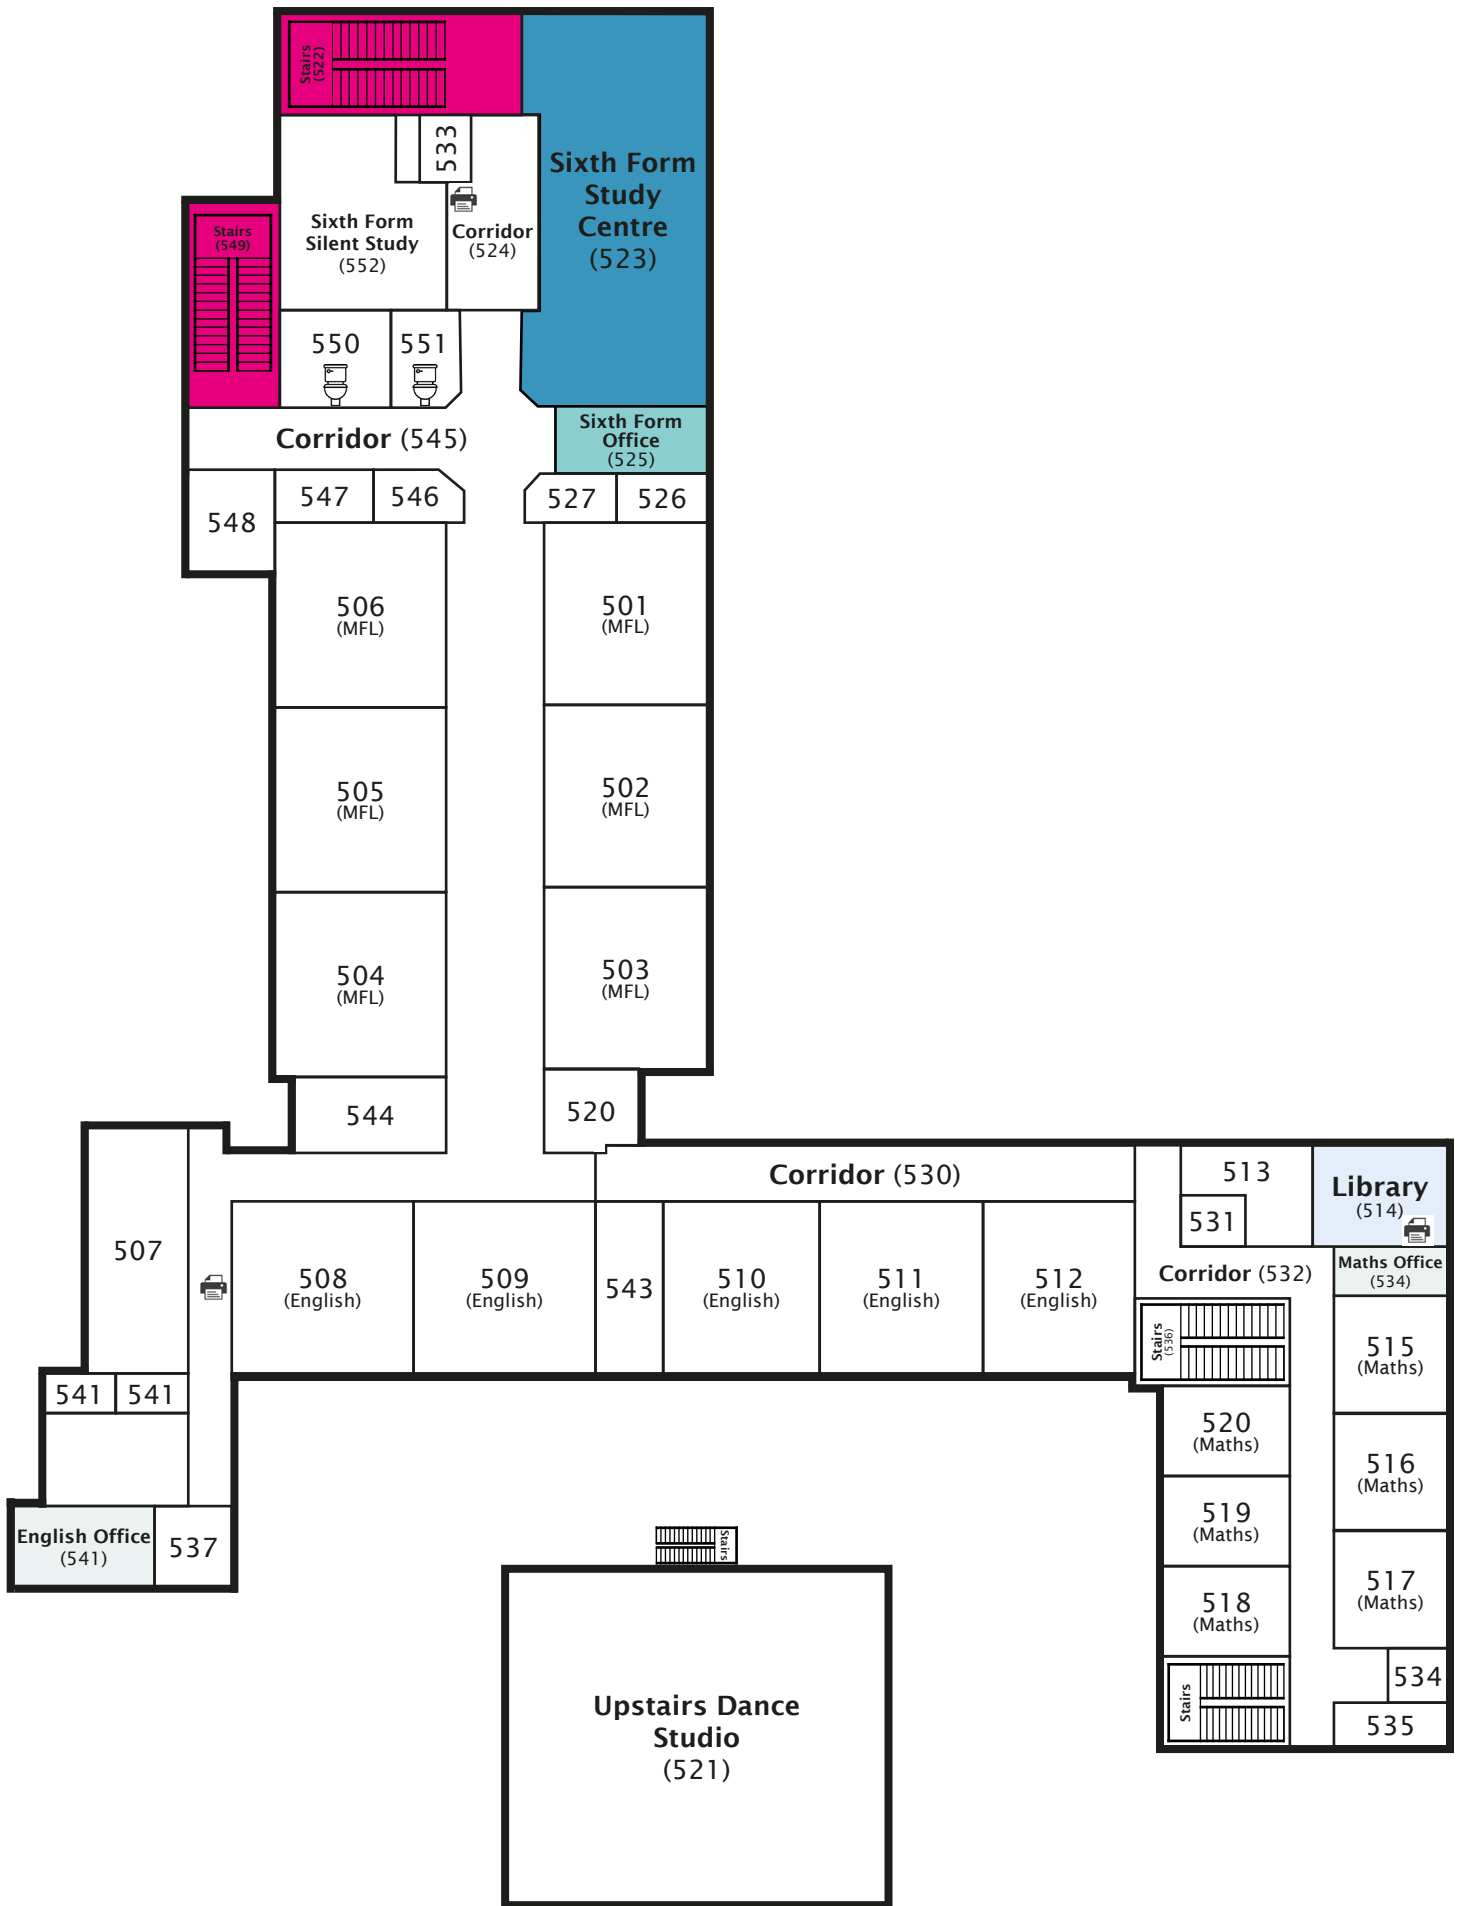 Stairs
(522)
533
Sixth Form
Study
Centre
(523)
Sixth Form
Silent Study
(552)
Corridor
(524)
Stairs
(549)
550
551
Corridor (545)
Sixth Form
Office
(525)
548
547
546
527
526
506
(MFL)
501
(MFL)
505
(MFL)
502
(MFL)
504
(MFL)
503
(MFL)
544
520
Corridor (530)
513
531
Library
(514)
507
508
(English)
509
(English)
543
510
(English)
511
(English)
512
(English)
Corridor (532)
Maths Office
(534)
Stairs
(536)
515
(Maths)
541
541
520
(Maths)
516
(Maths)
519
(Maths)
English Office
(541)
537
Stairs
517
(Maths)
518
(Maths)
Stairs
534
535
Upstairs Dance
Studio
(521)